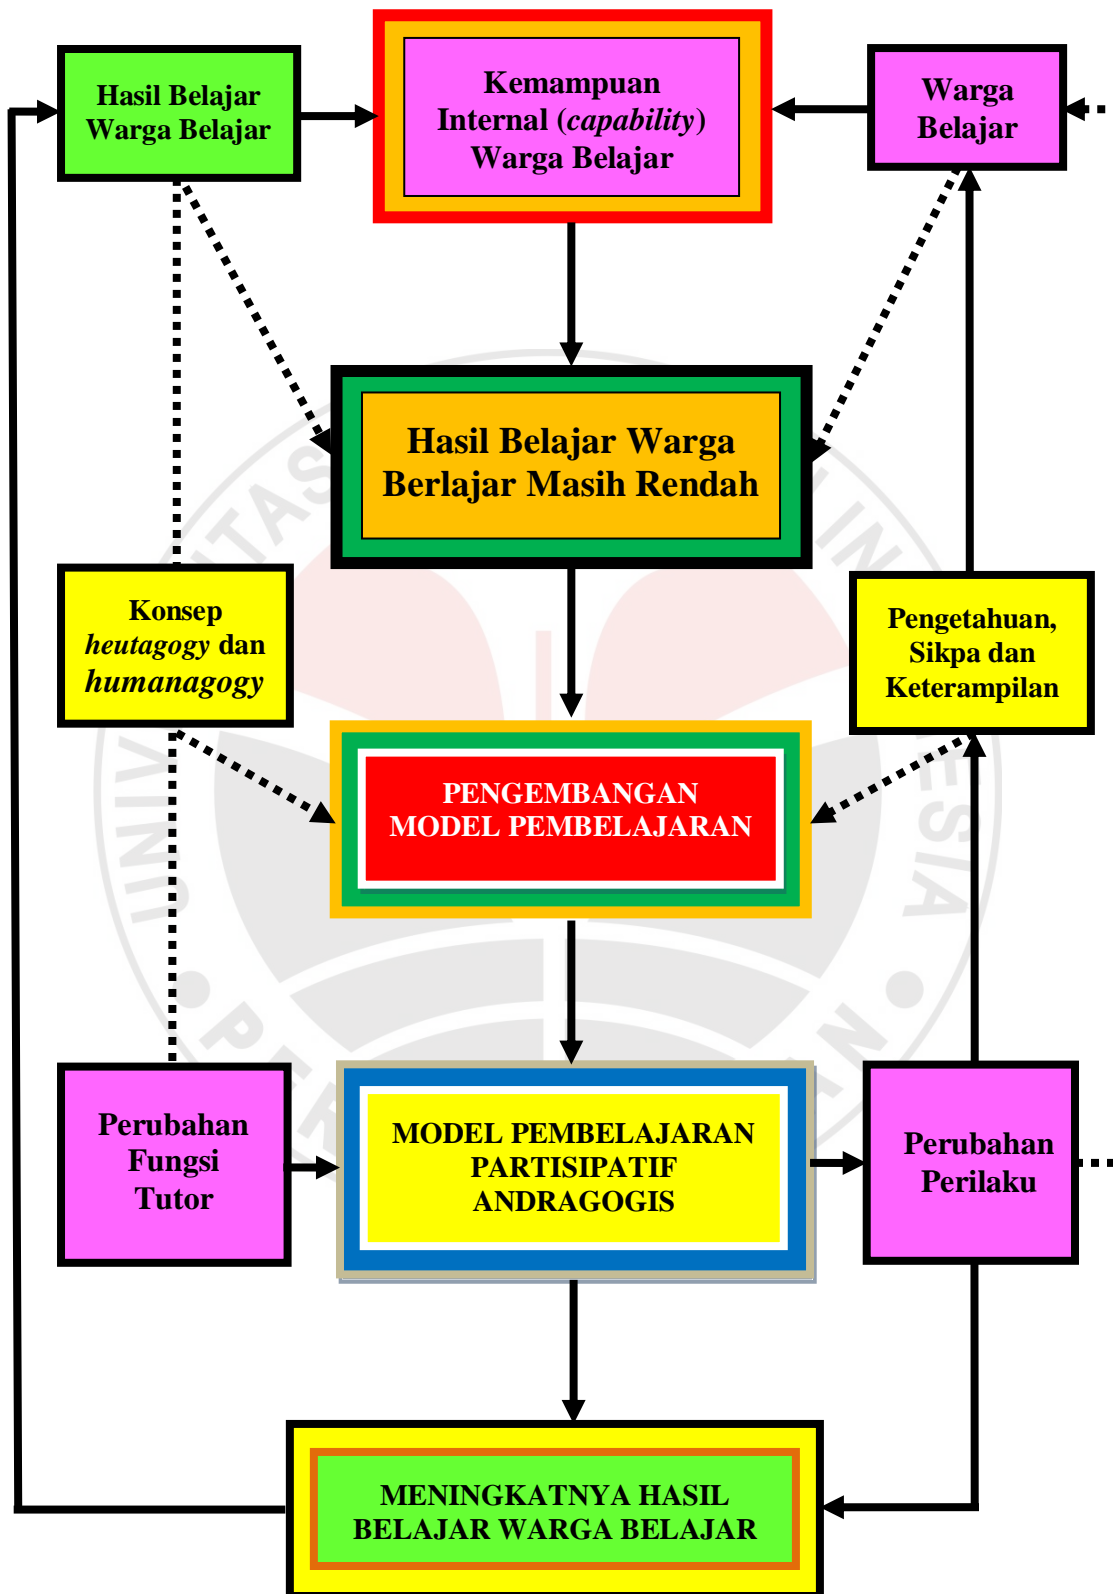 Hasil Belajar
Warga Belajar
Kemampuan
Internal (capability)
Warga Belajar
Warga
Belajar
Hasil Belajar Warga
Berlajar Masih Rendah
Konsep
heutagogy dan
humanagogy
Pengetahuan,
Sikpa dan
Keterampilan
PENGEMBANGAN
MODEL PEMBELAJARAN
Perubahan
Fungsi
Tutor
MODEL PEMBELAJARAN
PARTISIPATIF
ANDRAGOGIS
Perubahan
Perilaku
MENINGKATNYA HASIL
BELAJAR WARGA BELAJAR